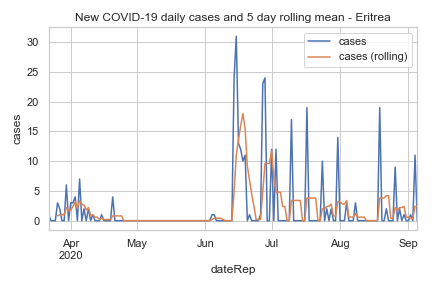 New COVID-19 daily cases and 5 day rolling mean - Eritrea
cases
cases (rolling)
cases
30
25
20
15
10
5
0
Apr
2020
May
Jun
Jul
Aug
Sep
dateRep